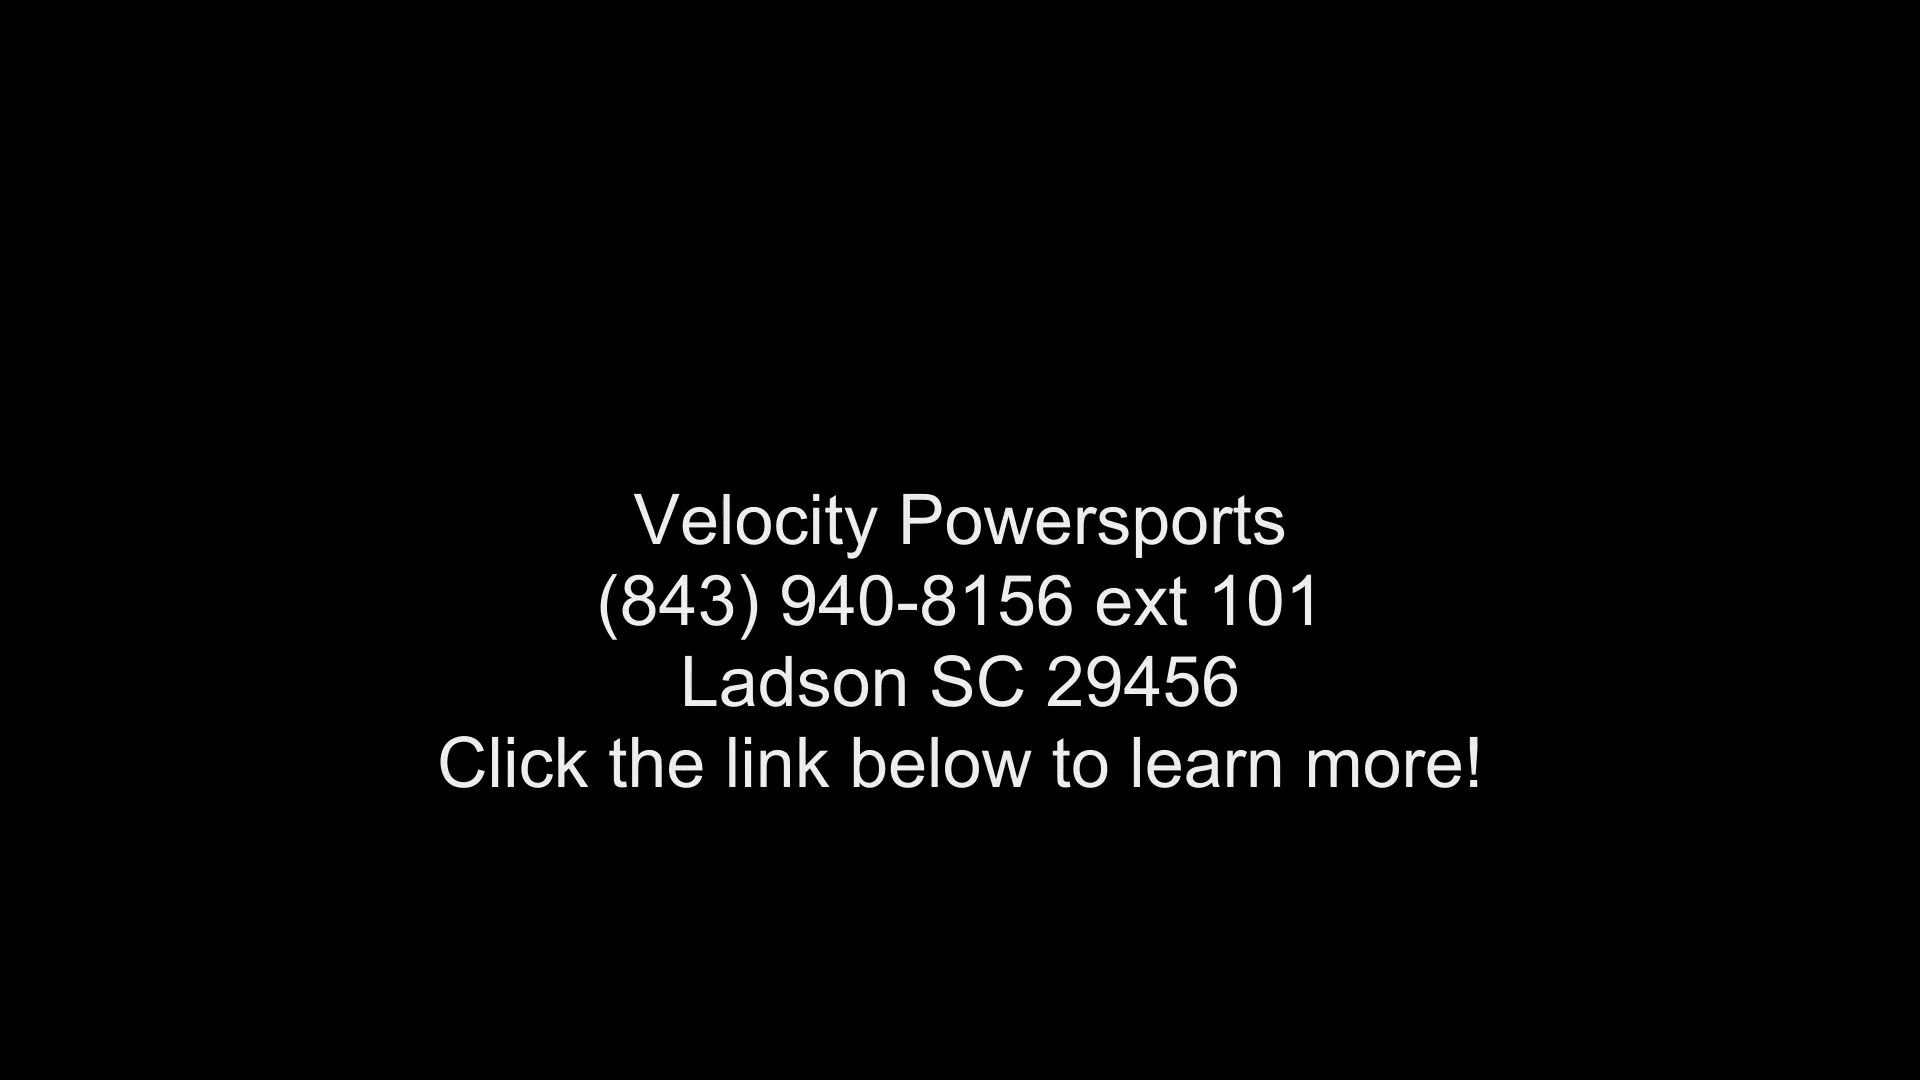 Velocity Powersports
(843) 940-8156 ext 101
Ladson SC 29456
Click the link below to learn more!